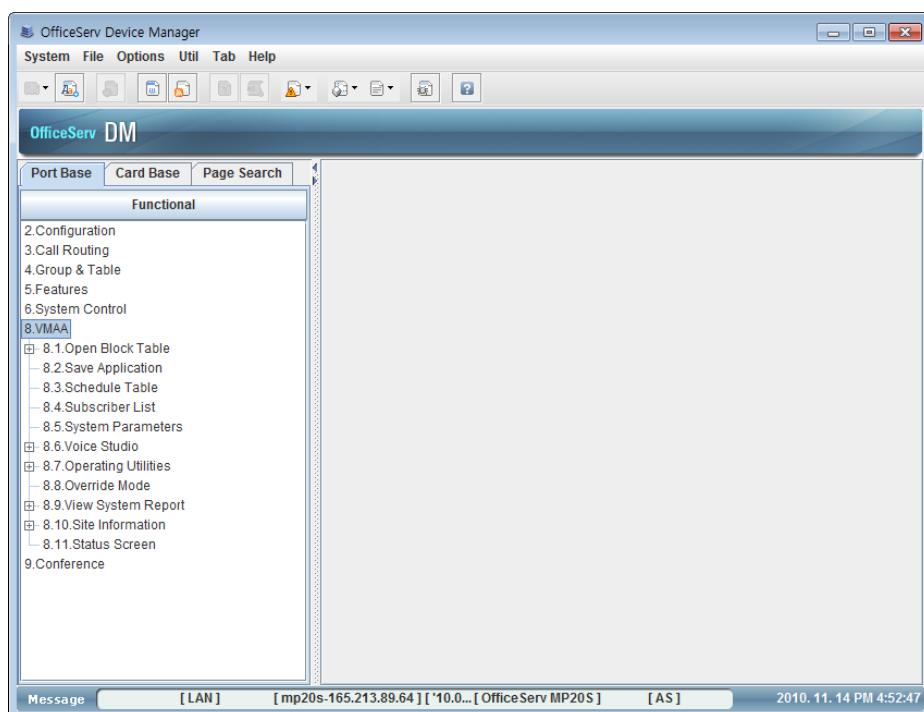 OfficeServ Device Manager
System File Options Util Tab Help
OfficeServ DM
Port Base Card Base Page Search
Functional
2.Configuration
3.Call Routing
4.Group & Table
5.Features
6.System Control
8.VMAA
8.1.Open Block Table
8.2.Save Application
8.3.Schedule Table
8.4.Subscriber List
8.5.System Parameters
8.6.Voice Studio
8.7.Operating Utilities
8.8.Override Mode
8.9.View System Report
8.10.Site Information
8.11.Status Screen
9.Conference
Message [ LAN ] [ mp20s-165.213.89.64 ] [ '10.0... [ OfficeServ MP20S ] [ AS ] 2010. 11. 14 PM 4:52:47